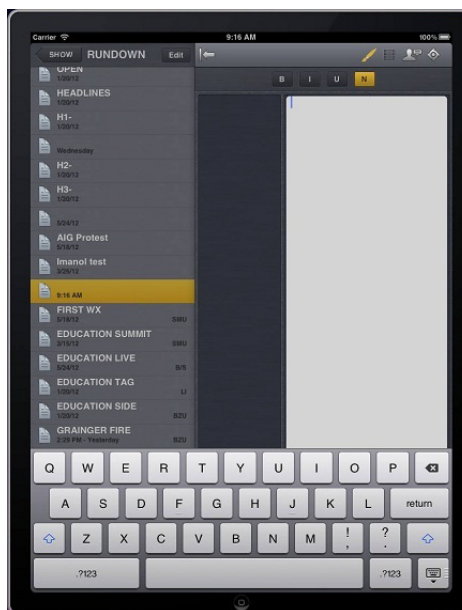 Carrier 9:16 AM 100%
SHOW RUNDOWN Edit
B I U N
OPEN
1/20/12
HEADLINES
1/20/12
H1-
1/20/12
Wednesday
H2-
1/20/12
H3-
1/20/12
5/24/12
AIG Protest
5/16/12
Imanol test
3/26/12
9:16 AM
FIRST WX
5/16/12 SMU
EDUCATION SUMMIT
3/15/12 SMU
EDUCATION LIVE
5/24/12 B/S
EDUCATION TAG
1/20/12 LI
EDUCATION SIDE
1/20/12 BZU
GRAINGER FIRE
2:29 PM - Yesterday BZU
Q W E R T Y U I O P
A S D F G H J K L return
Z X C V B N M ! , ? .
.?123 .?123